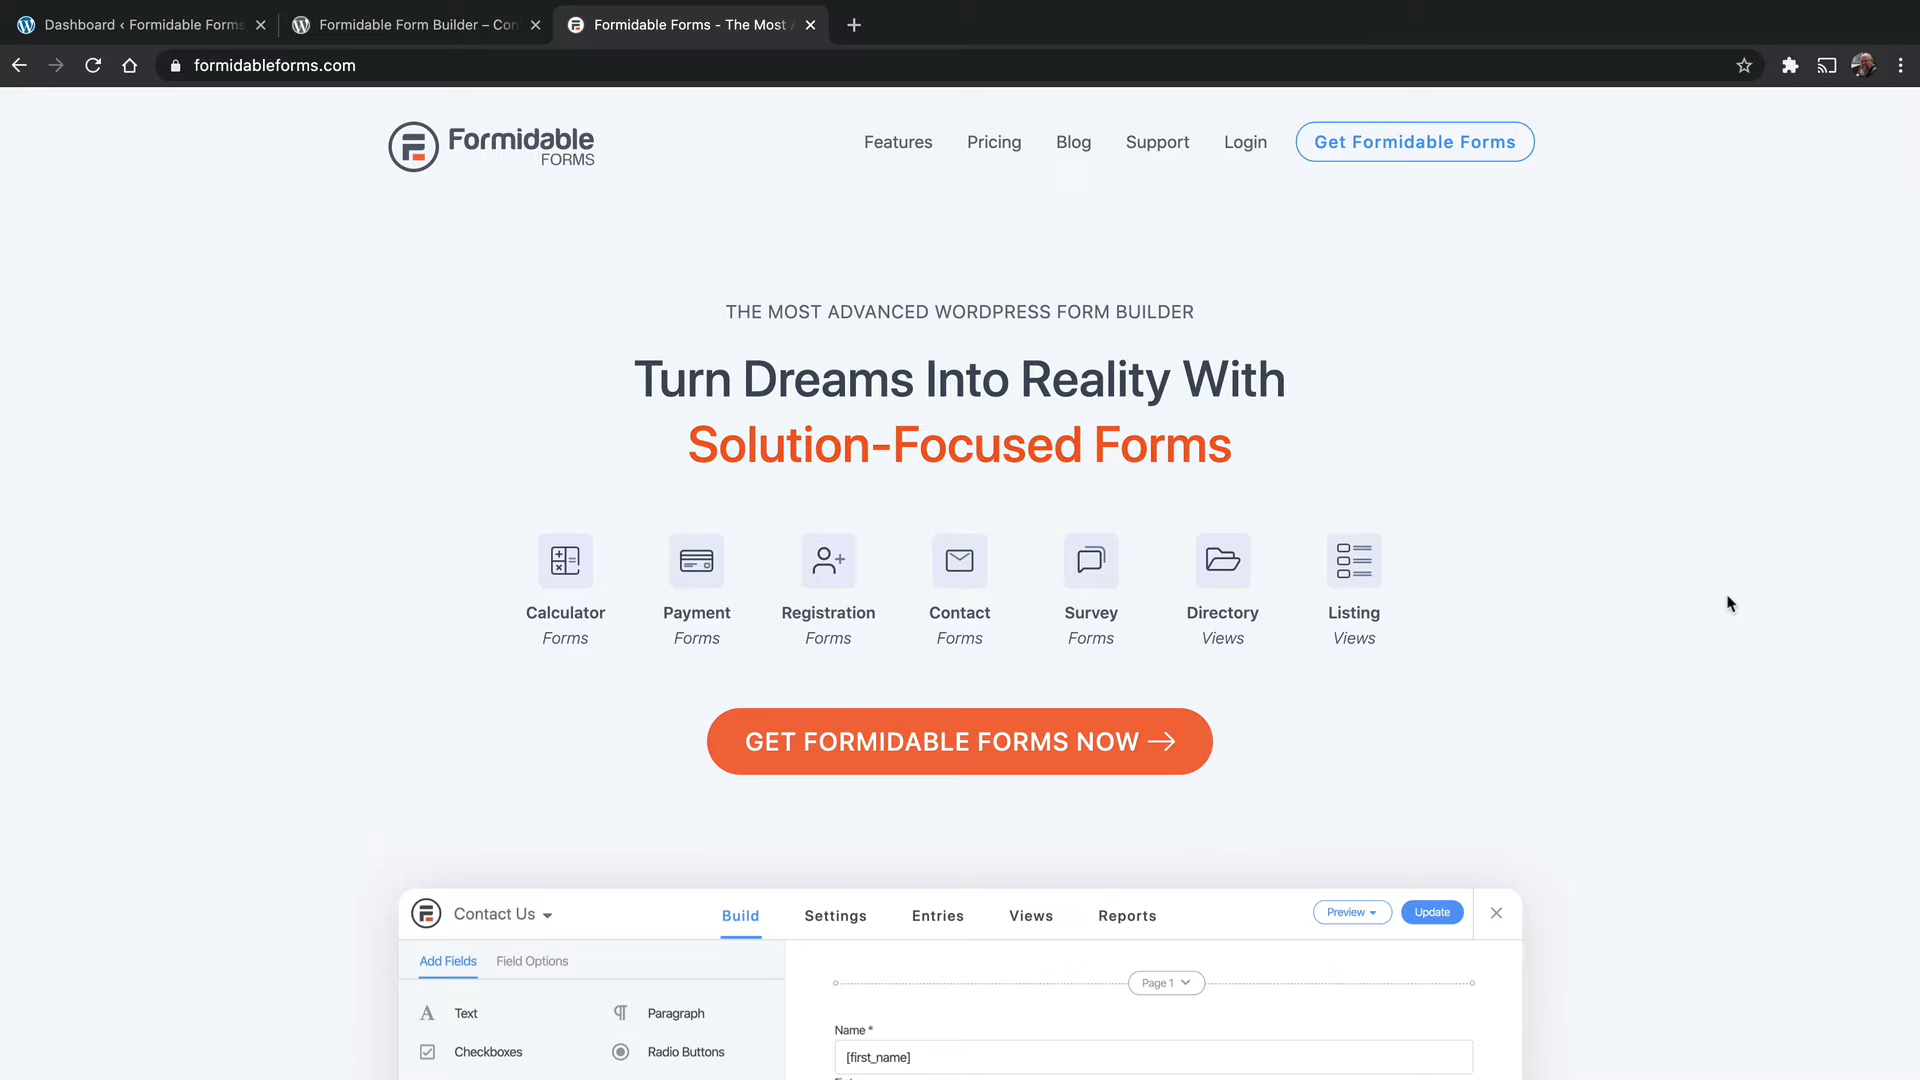 Dashboard ‹ Formidable Forms
Formidable Form Builder – Con
Formidable Forms - The Most
formidableforms.com
Formidable
FORMS
Features
Pricing
Blog
Support
Login
Get Formidable Forms
THE MOST ADVANCED WORDPRESS FORM BUILDER
Turn Dreams Into Reality With
Solution-Focused Forms
Calculator
Forms
Payment
Forms
Registration
Forms
Contact
Forms
Survey
Forms
Directory
Views
Listing
Views
GET FORMIDABLE FORMS NOW →
Contact Us
Build
Settings
Entries
Views
Reports
Preview
Update
Add Fields
Field Options
Text
Paragraph
Checkboxes
Radio Buttons
Page 1
Name *
[first_name]